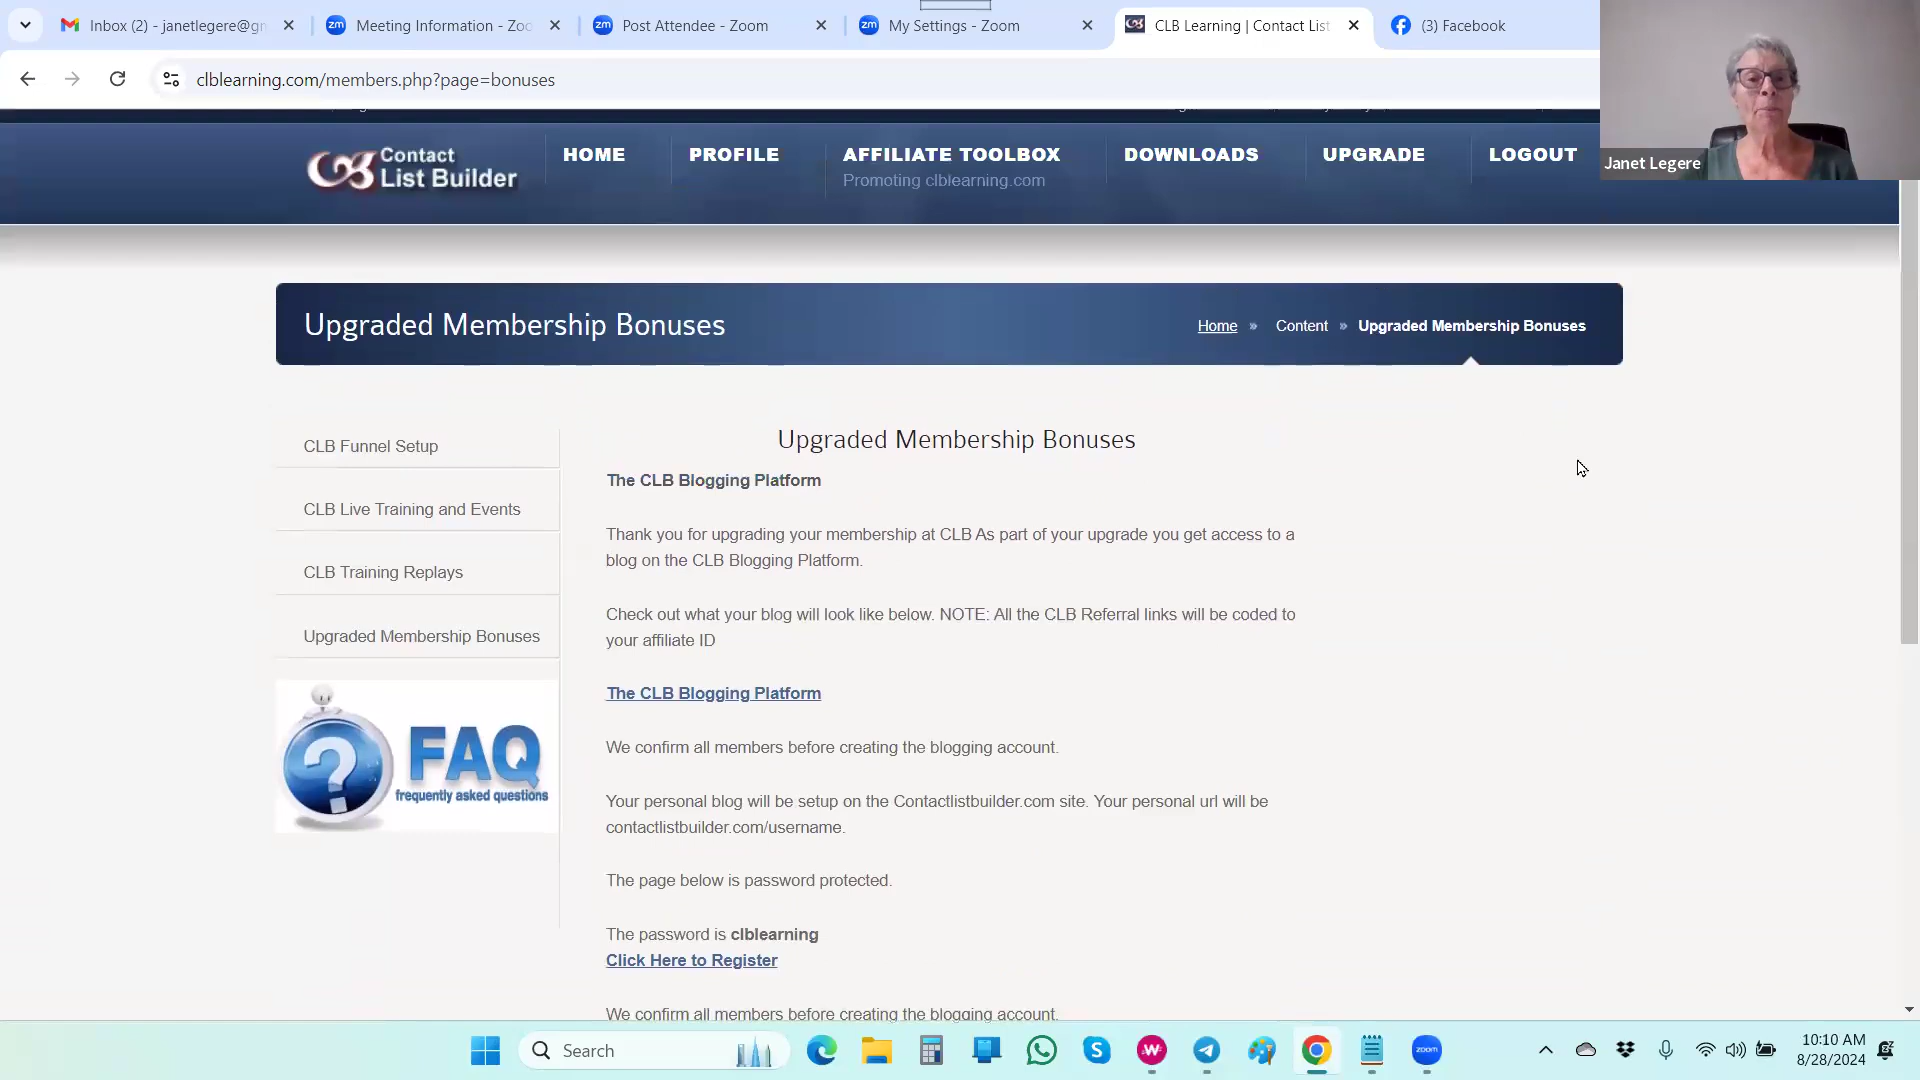 Inbox (2) - janetlegere@gm
Meeting Information - Zoo
Post Attendee - Zoom
My Settings - Zoom
CLB Learning | Contact List
(3) Facebook
clblearning.com/members.php?page=bonuses
Janet Legere
Contact
List Builder
HOME
PROFILE
AFFILIATE TOOLBOX
Promoting clblearning.com
DOWNLOADS
UPGRADE
LOGOUT
Upgraded Membership Bonuses
Home » Content » Upgraded Membership Bonuses
CLB Funnel Setup
CLB Live Training and Events
CLB Training Replays
Upgraded Membership Bonuses
FAQ
frequently asked questions
Upgraded Membership Bonuses
The CLB Blogging Platform
Thank you for upgrading your membership at CLB As part of your upgrade you get access to a
blog on the CLB Blogging Platform.
Check out what your blog will look like below. NOTE: All the CLB Referral links will be coded to
your affiliate ID
The CLB Blogging Platform
We confirm all members before creating the blogging account.
Your personal blog will be setup on the Contactlistbuilder.com site. Your personal url will be
contactlistbuilder.com/username.
The page below is password protected.
The password is clblearning
Click Here to Register
We confirm all members before creating the blogging account.
Search
zoom
10:10 AM
8/28/2024